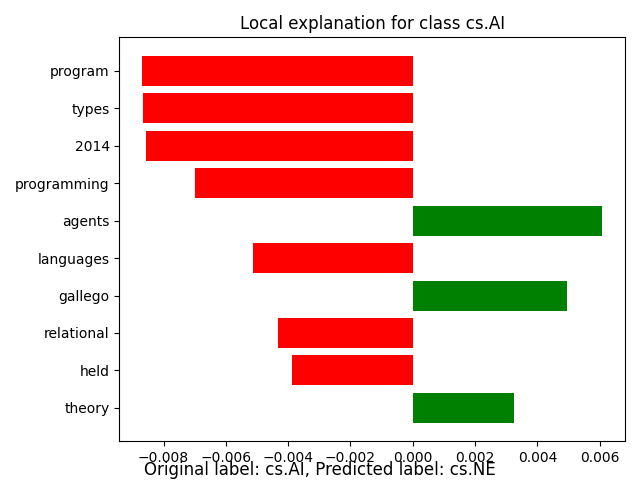 Local explanation for class cs.AI
program
types
2014
programming
agents
languages
gallego
relational
held
theory
−0.008 −0.006 −0.004 −0.002 0.000 0.002 0.004 0.006
Original label: cs.AI, Predicted label: cs.NE